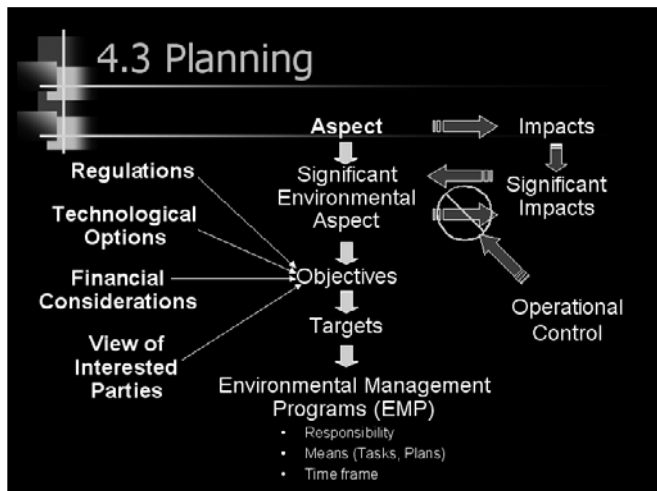 4.3 Planning
Aspect
Impacts
Regulations
Significant
Environmental
Aspect
Significant
Impacts
Technological
Options
Financial
Considerations
Objectives
Operational
Control
Targets
View of
Interested
Parties
Environmental Management
Programs (EMP)
• Responsibility
• Means (Tasks, Plans)
• Time frame